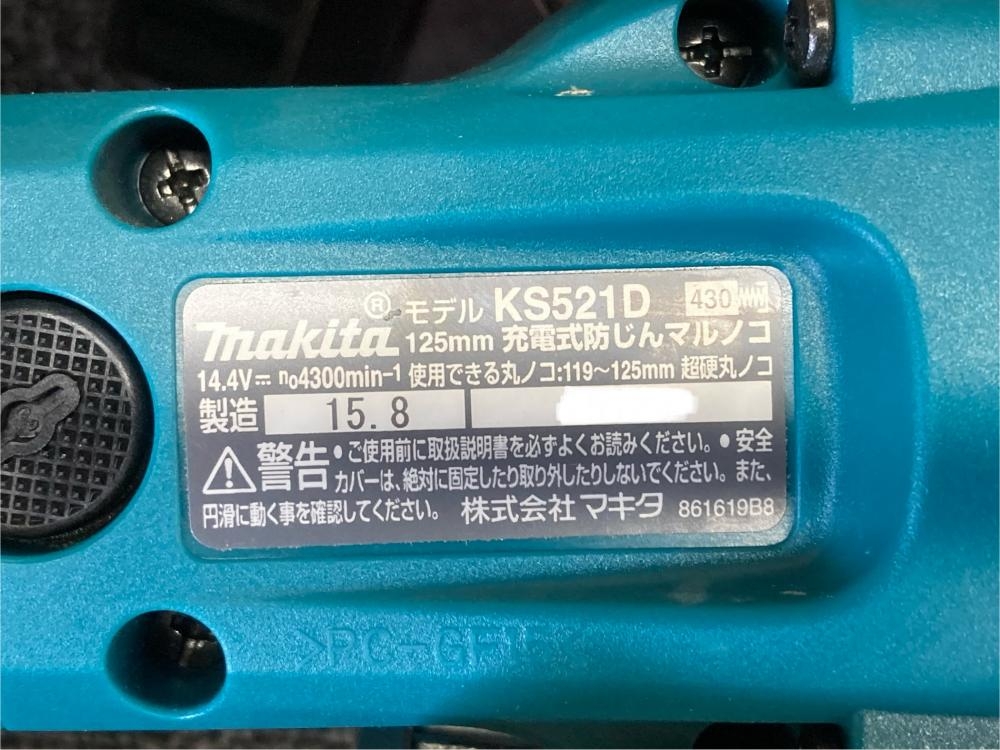 makita® モデル KS521D 430
125mm 充電式防じんマルノコ
14.4V⎓ n₀4300min⁻¹ 使用できる丸ノコ:119～125mm 超硬丸ノコ
製造 15.8
⚠警告 •ご使用前に取扱説明書を必ずよくお読みください。•安全
カバーは、絶対に固定したり取り外したりしないでください。また、
円滑に動く事を確認してください。 株式会社 マキタ 861619B8